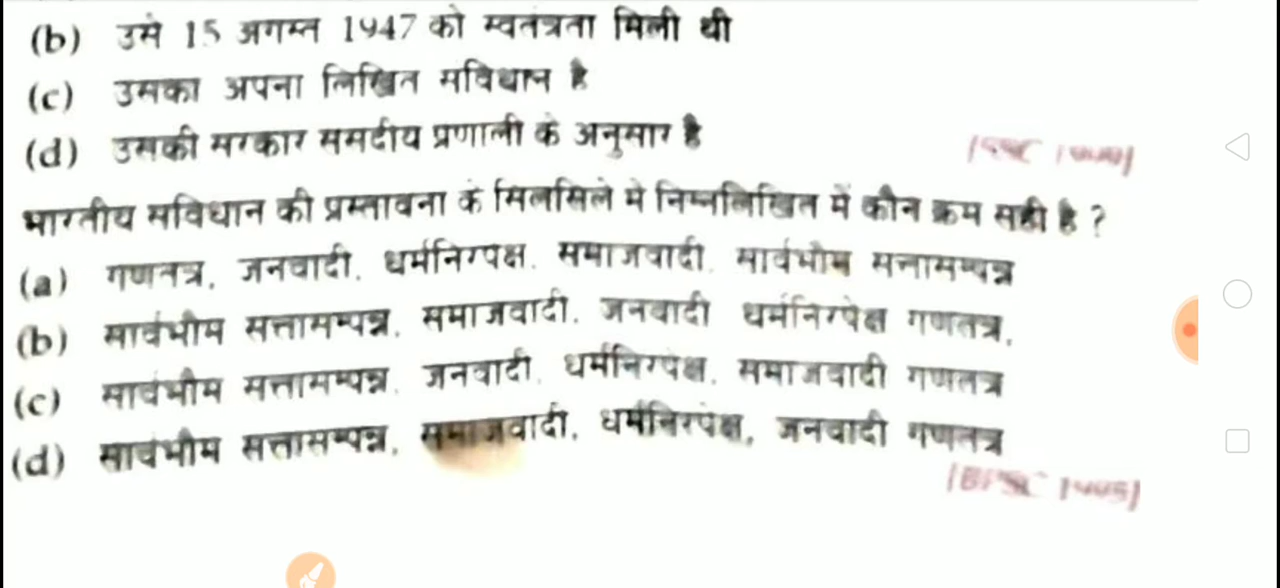 (b) उसे 15 अगस्त 1947 को स्वतंत्रता मिली थी
(c) उसका अपना लिखित संविधान है
(d) उसकी सरकार संसदीय प्रणाली के अनुसार है
भारतीय संविधान की प्रस्तावना के सिलसिले में निम्नलिखित में कौन क्रम सही है ?
(a) गणतंत्र, जनवादी, धर्मनिरपेक्ष, समाजवादी, सार्वभौम सत्तासम्पन्न
(b) सार्वभौम सत्तासम्पन्न, समाजवादी, जनवादी धर्मनिरपेक्ष गणतंत्र,
(c) सार्वभौम सत्तासम्पन्न, जनवादी, धर्मनिरपेक्ष, समाजवादी गणतंत्र
(d) सार्वभौम सत्तासम्पन्न, समाजवादी, धर्मनिरपेक्ष, जनवादी गणतंत्र